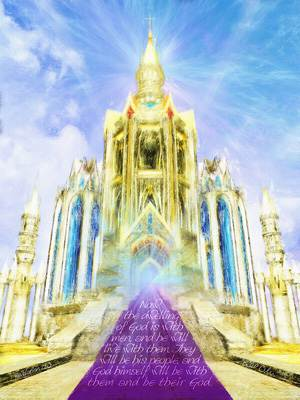 Now
the dwelling
of God is with
men, and he will
live with them. They
will be his people, and
God himself will be with
them and be their God.